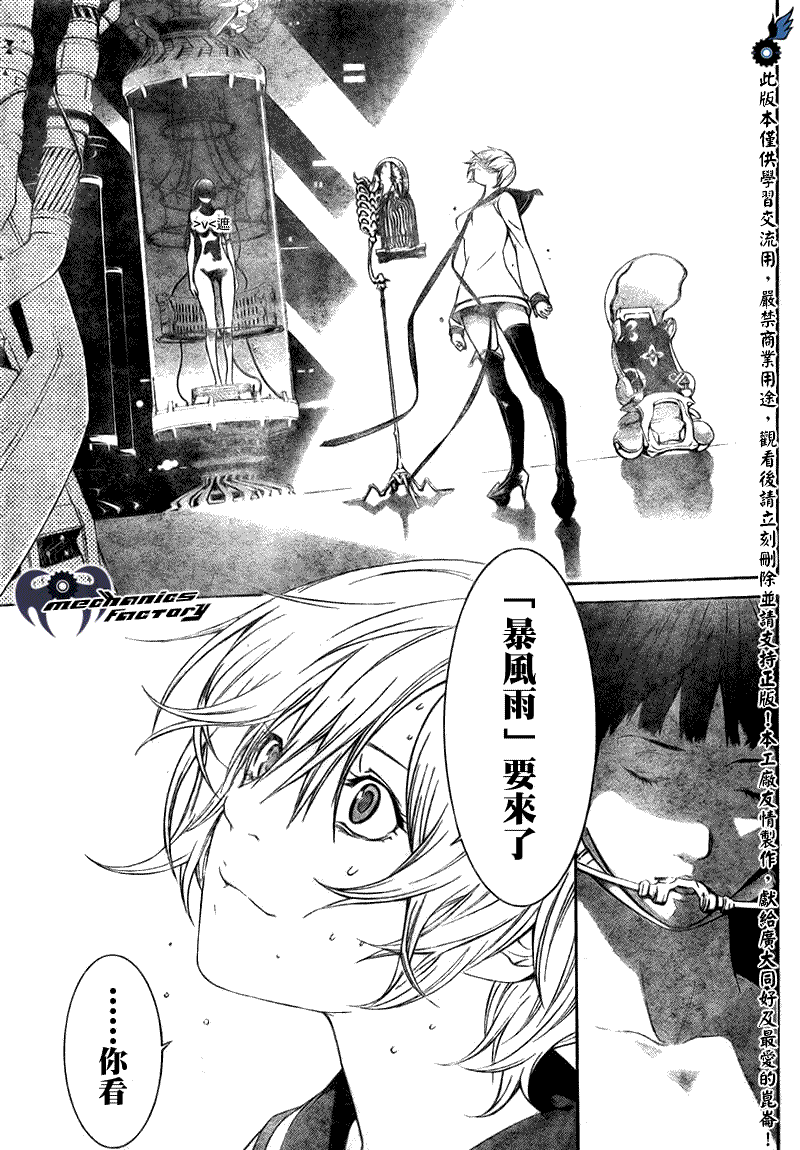 >v<遮
「暴風雨」要來了
……你看
mechanics
factory
此版本僅供學習交流用，嚴禁商業用途，觀看後請立刻刪除並請支持正版！本工廠友情製作，獻給廣大同好及最愛的崑崙！